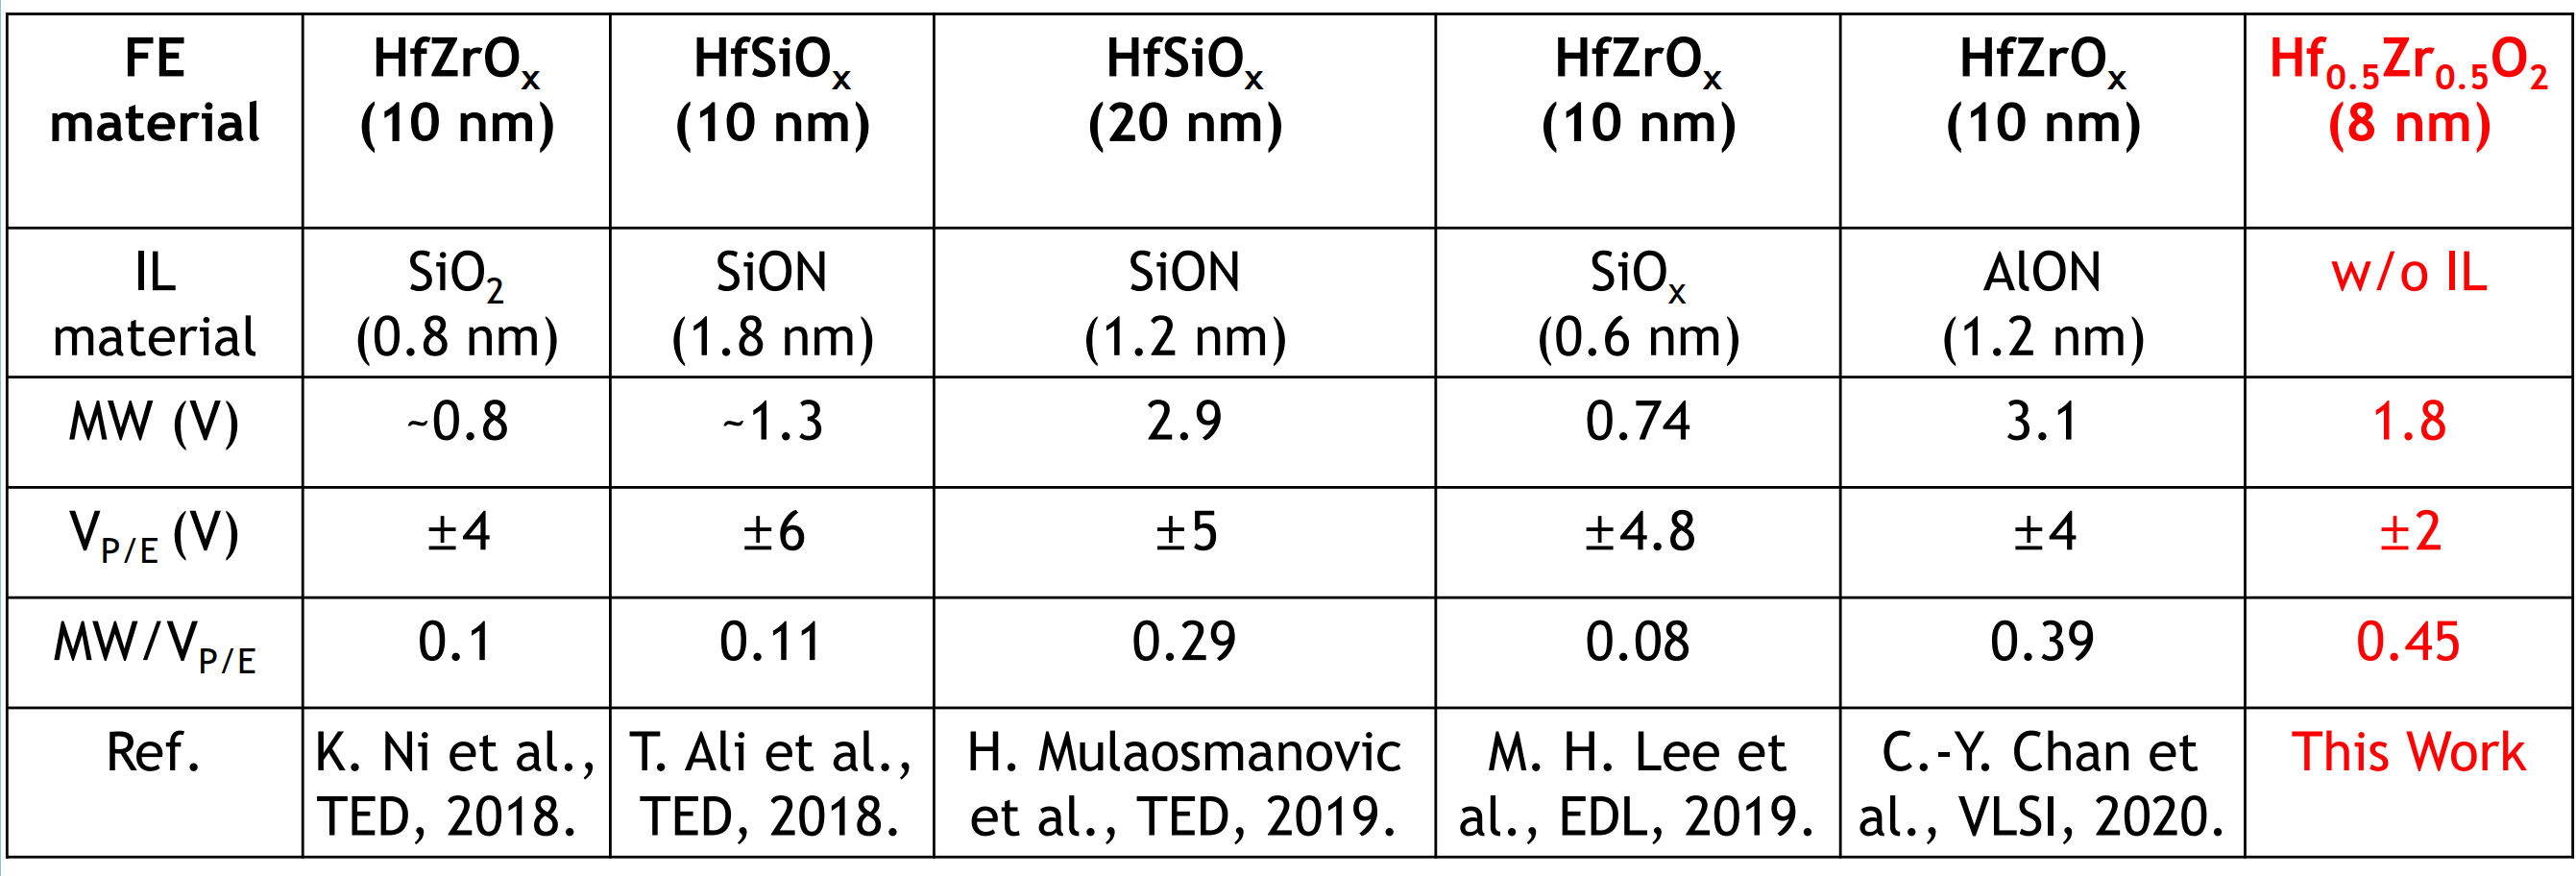 FE material | HfZrOₓ (10 nm) | HfSiOₓ (10 nm) | HfSiOₓ (20 nm) | HfZrOₓ (10 nm) | HfZrOₓ (10 nm) | Hf₀.₅Zr₀.₅O₂ (8 nm)
IL material | SiO₂ (0.8 nm) | SiON (1.8 nm) | SiON (1.2 nm) | SiOₓ (0.6 nm) | AlON (1.2 nm) | w/o IL
MW (V) | ~0.8 | ~1.3 | 2.9 | 0.74 | 3.1 | 1.8
V_P/E (V) | ±4 | ±6 | ±5 | ±4.8 | ±4 | ±2
MW/V_P/E | 0.1 | 0.11 | 0.29 | 0.08 | 0.39 | 0.45
Ref. | K. Ni et al., TED, 2018. | T. Ali et al., TED, 2018. | H. Mulaosmanovic et al., TED, 2019. | M. H. Lee et al., EDL, 2019. | C.-Y. Chan et al., VLSI, 2020. | This Work